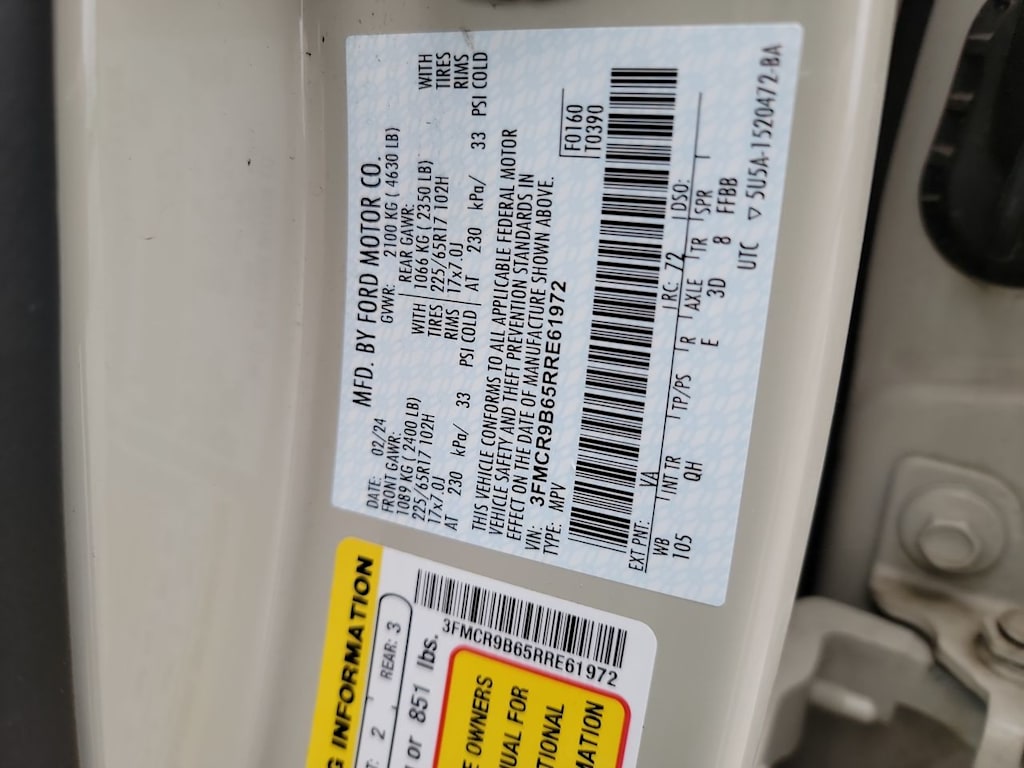 MFD. BY FORD MOTOR CO.
DATE: 02/24 GVWR: 2100 KG ( 4630 LB)
FRONT GAWR: REAR GAWR:
1089 KG ( 2400 LB) WITH 1066 KG ( 2350 LB) WITH
225/65R17 102H TIRES 225/65R17 102H TIRES
17x7.0J RIMS 17x7.0J RIMS
AT 230 kPa/ 33 PSI COLD AT 230 kPa/ 33 PSI COLD
THIS VEHICLE CONFORMS TO ALL APPLICABLE FEDERAL MOTOR
VEHICLE SAFETY AND THEFT PREVENTION STANDARDS IN
EFFECT ON THE DATE OF MANUFACTURE SHOWN ABOVE.
VIN: 3FMCR9B65RRE61972
TYPE: MPV
F0160
T0390
EXT PNT: VA RC: 72 DSO:
WB INT TR TP/PS R AXLE TR SPR
105 QH E 3D 8 FFBB
UTC ▽ 5U5A-1520472-BA
G INFORMATION
: 2 REAR: 3
or 851 lbs.
3FMCR9B65RRE61972
E OWNERS
NUAL FOR
TIONAL
MATION